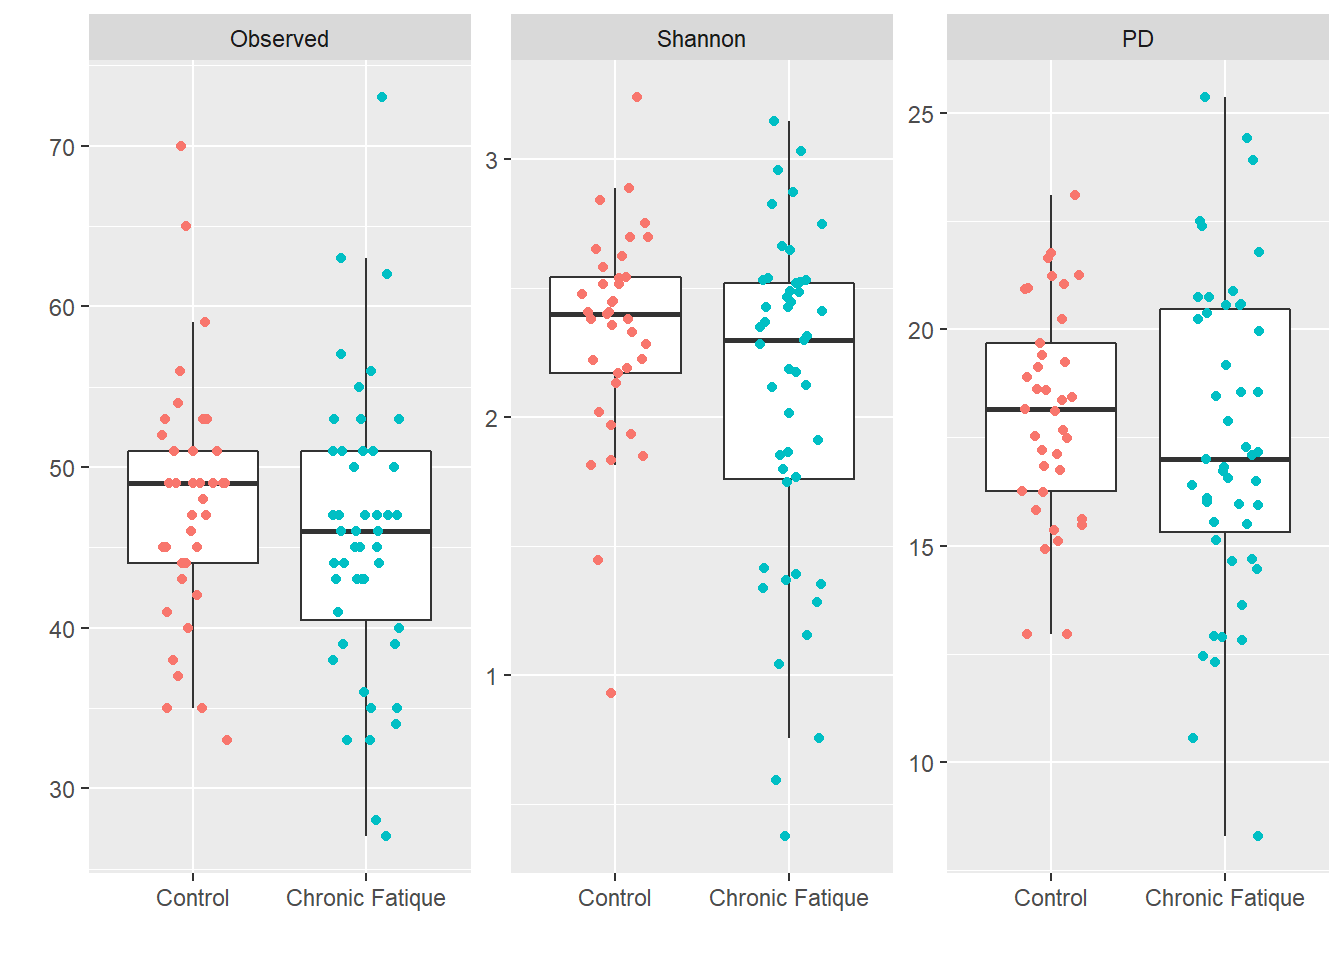 Observed
Shannon
PD
70
60
50
40
30
3
2
1
25
20
15
10
Control
Chronic Fatique
Control
Chronic Fatique
Control
Chronic Fatique